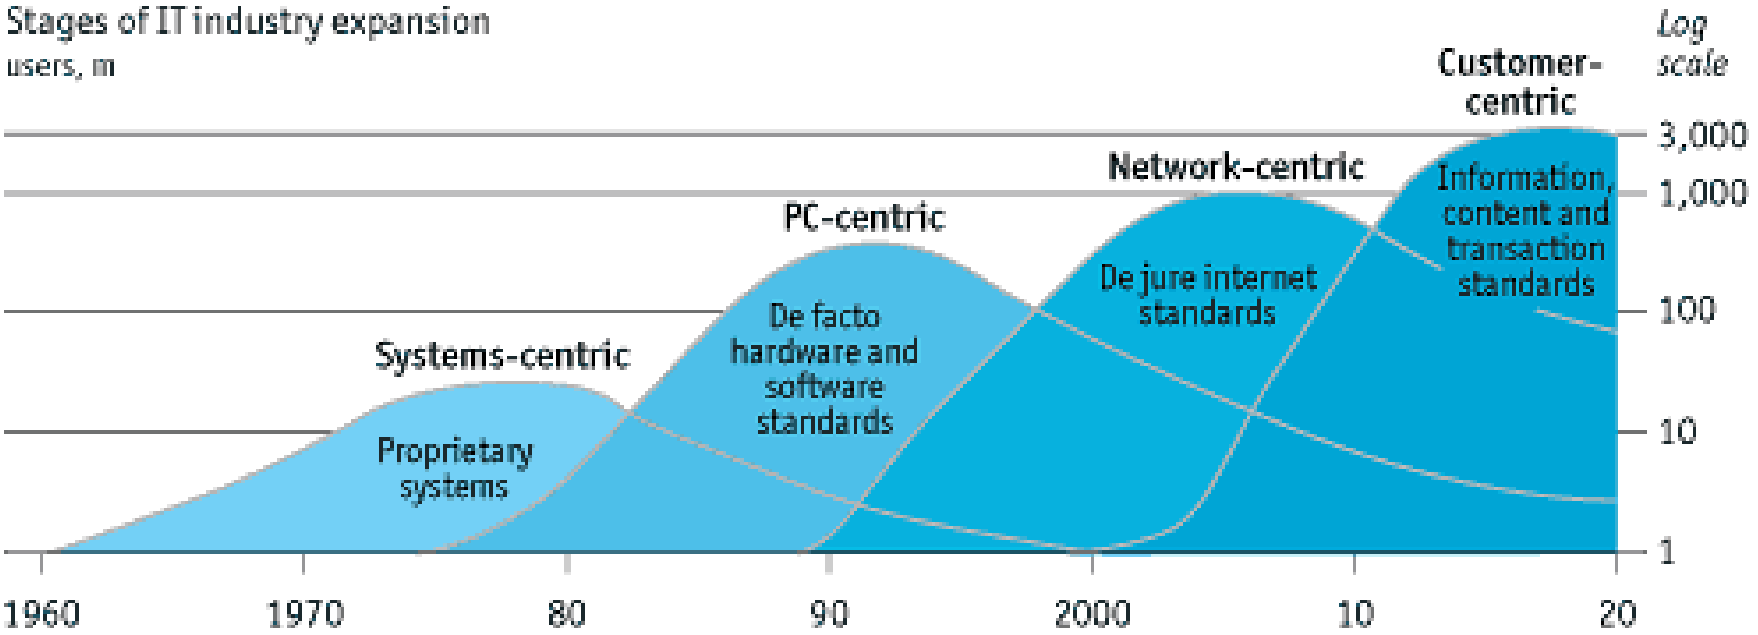 Stages of IT industry expansion
users, m
Log
scale
Customer-
centric
3,000
Network-centric
1,000
Information,
content and
transaction
standards
PC-centric
De jure internet
standards
100
De facto
hardware and
software
standards
Systems-centric
10
Proprietary
systems
1
1960
1970
80
90
2000
10
20